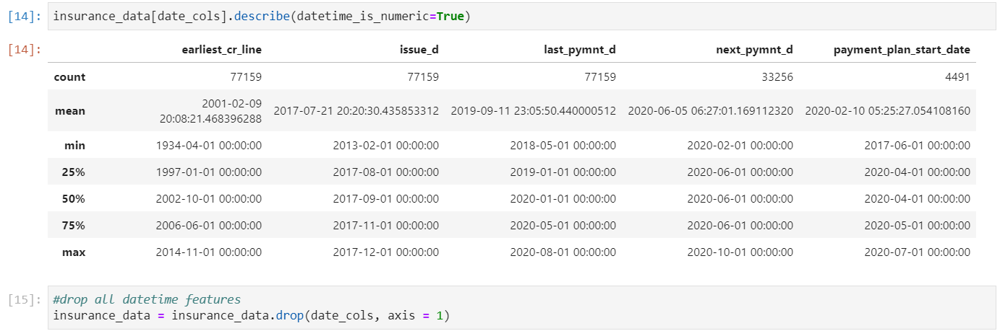 [14]: insurance_data[date_cols].describe(datetime_is_numeric=True)
[14]: earliest_cr_line issue_d last_pymnt_d next_pymnt_d payment_plan_start_date
count 77159 77159 77159 33256 4491
mean 2001-02-09 20:08:21.468396288 2017-07-21 20:20:30.435853312 2019-09-11 23:05:50.440000512 2020-06-05 06:27:01.169112320 2020-02-10 05:25:27.054108160
min 1934-04-01 00:00:00 2013-02-01 00:00:00 2018-05-01 00:00:00 2020-02-01 00:00:00 2017-06-01 00:00:00
25% 1997-01-01 00:00:00 2017-08-01 00:00:00 2019-01-01 00:00:00 2020-06-01 00:00:00 2020-04-01 00:00:00
50% 2002-10-01 00:00:00 2017-09-01 00:00:00 2020-01-01 00:00:00 2020-06-01 00:00:00 2020-04-01 00:00:00
75% 2006-06-01 00:00:00 2017-11-01 00:00:00 2020-05-01 00:00:00 2020-06-01 00:00:00 2020-05-01 00:00:00
max 2014-11-01 00:00:00 2017-12-01 00:00:00 2020-08-01 00:00:00 2020-10-01 00:00:00 2020-07-01 00:00:00
[15]: #drop all datetime features
insurance_data = insurance_data.drop(date_cols, axis = 1)